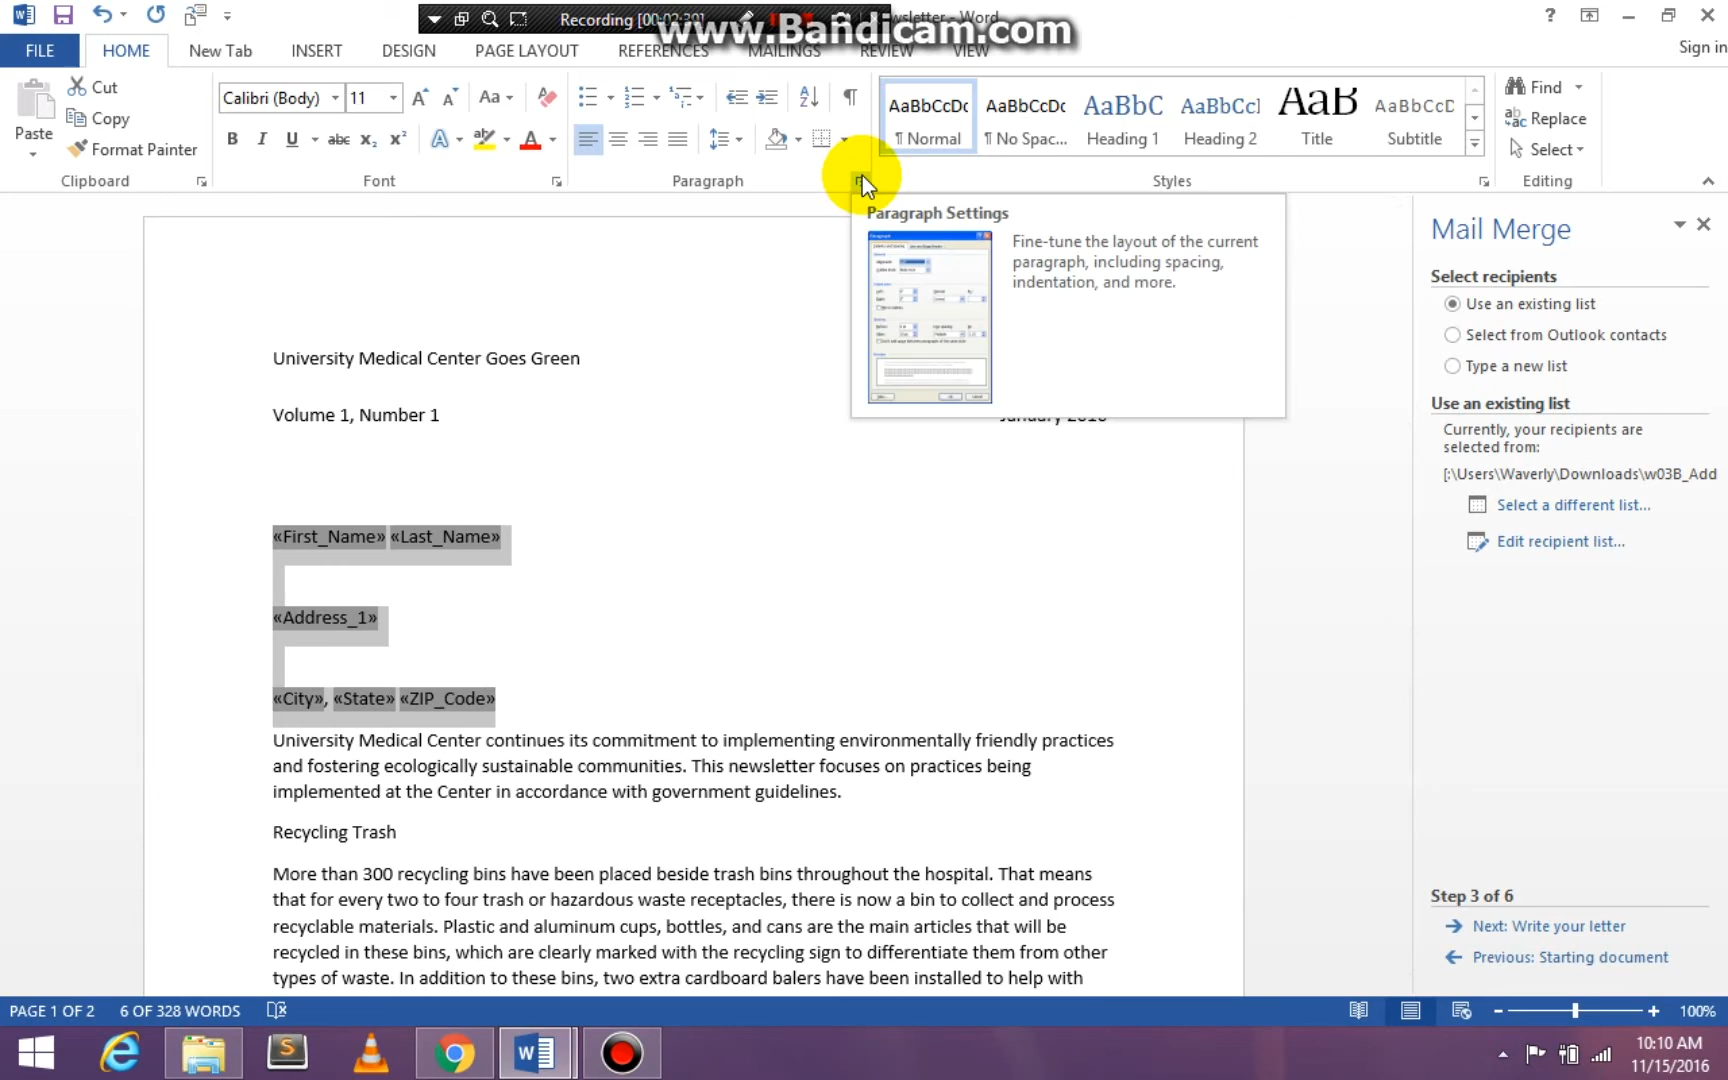 Recording [00:02:39]
www.Bandicam.com
- Word
Sign in
FILE HOME New Tab INSERT DESIGN PAGE LAYOUT REFERENCES MAILINGS REVIEW VIEW
Paste
Cut
Copy
Format Painter
Clipboard
Calibri (Body) 11
Font
Paragraph
AaBbCcDc AaBbCcDc AaBbC AaBbCcI AaB AaBbCcD
¶ Normal ¶ No Spac... Heading 1 Heading 2 Title Subtitle
Styles
Find
Replace
Select
Editing
Paragraph Settings
Fine-tune the layout of the current
paragraph, including spacing,
indentation, and more.
University Medical Center Goes Green
Volume 1, Number 1
«First_Name» «Last_Name»
«Address_1»
«City», «State» «ZIP_Code»
University Medical Center continues its commitment to implementing environmentally friendly practices
and fostering ecologically sustainable communities. This newsletter focuses on practices being
implemented at the Center in accordance with government guidelines.
Recycling Trash
More than 300 recycling bins have been placed beside trash bins throughout the hospital. That means
that for every two to four trash or hazardous waste receptacles, there is now a bin to collect and process
recyclable materials. Plastic and aluminum cups, bottles, and cans are the main articles that will be
recycled in these bins, which are clearly marked with the recycling sign to differentiate them from other
types of waste. In addition to these bins, two extra cardboard balers have been installed to help with
Mail Merge
Select recipients
Use an existing list
Select from Outlook contacts
Type a new list
Use an existing list
Currently, your recipients are
selected from:
[:\Users\Waverly\Downloads\w03B_Add
Select a different list...
Edit recipient list...
Step 3 of 6
Next: Write your letter
Previous: Starting document
PAGE 1 OF 2 6 OF 328 WORDS
100%
10:10 AM
11/15/2016